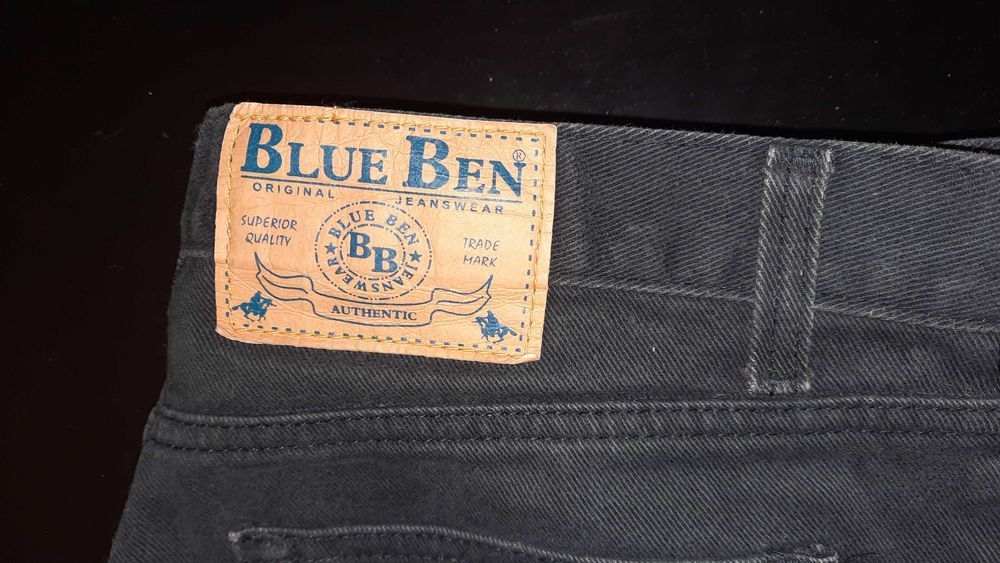 BLUE BEN®
ORIGINAL JEANSWEAR
SUPERIOR
QUALITY
BLUE BEN
BB
JEANSWEAR
TRADE
MARK
AUTHENTIC